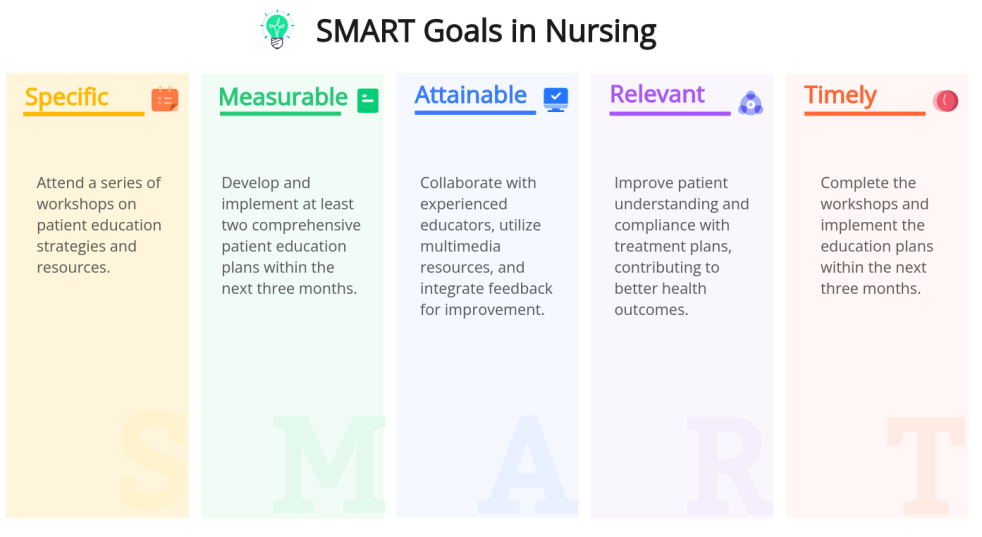 SMART Goals in Nursing
Specific
Attend a series of
workshops on
patient education
strategies and
resources.
S
Measurable
Develop and
implement at least
two comprehensive
patient education
plans within the
next three months.
M
Attainable
Collaborate with
experienced
educators, utilize
multimedia
resources, and
integrate feedback
for improvement.
A
Relevant
Improve patient
understanding and
compliance with
treatment plans,
contributing to
better health
outcomes.
R
Timely
Complete the
workshops and
implement the
education plans
within the next
three months.
T